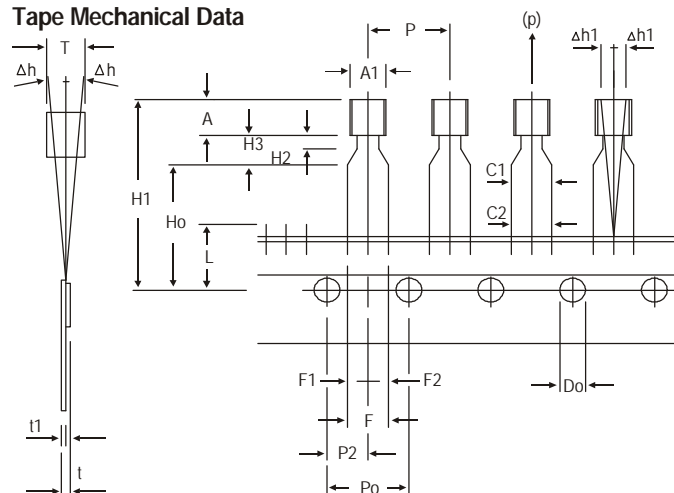 Tape Mechanical Data
T
Δh Δh
P
(p)
Δh1 Δh1
A1
A
H3
H2
H1
Ho
L
C1
C2
F1 F2
Do
F
t1
P2
t
Po